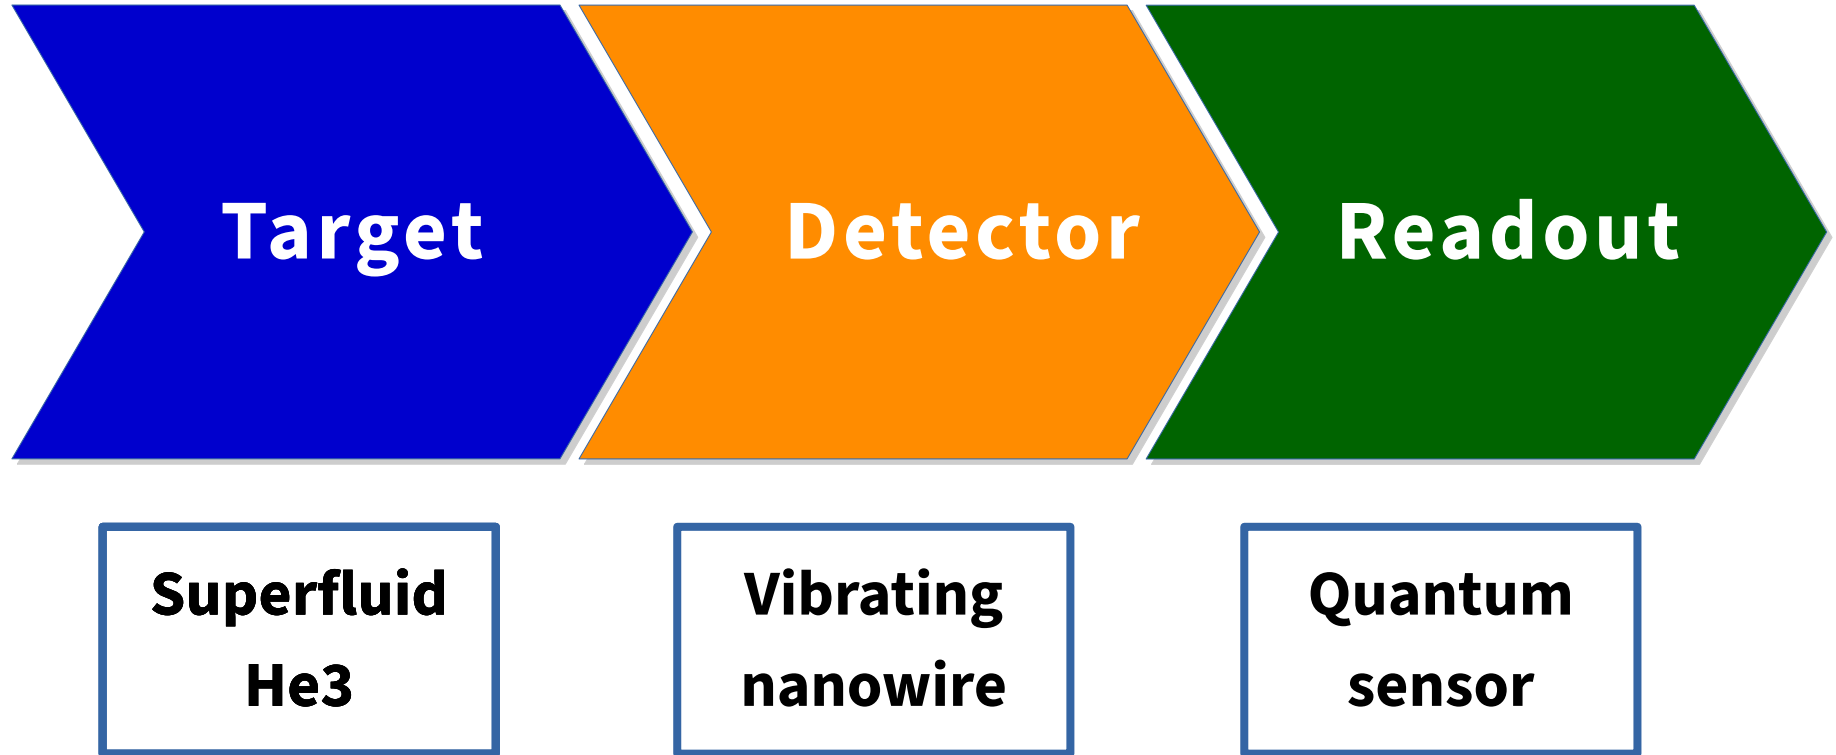 Target
Detector
Readout
Superfluid
He3
Vibrating
nanowire
Quantum
sensor